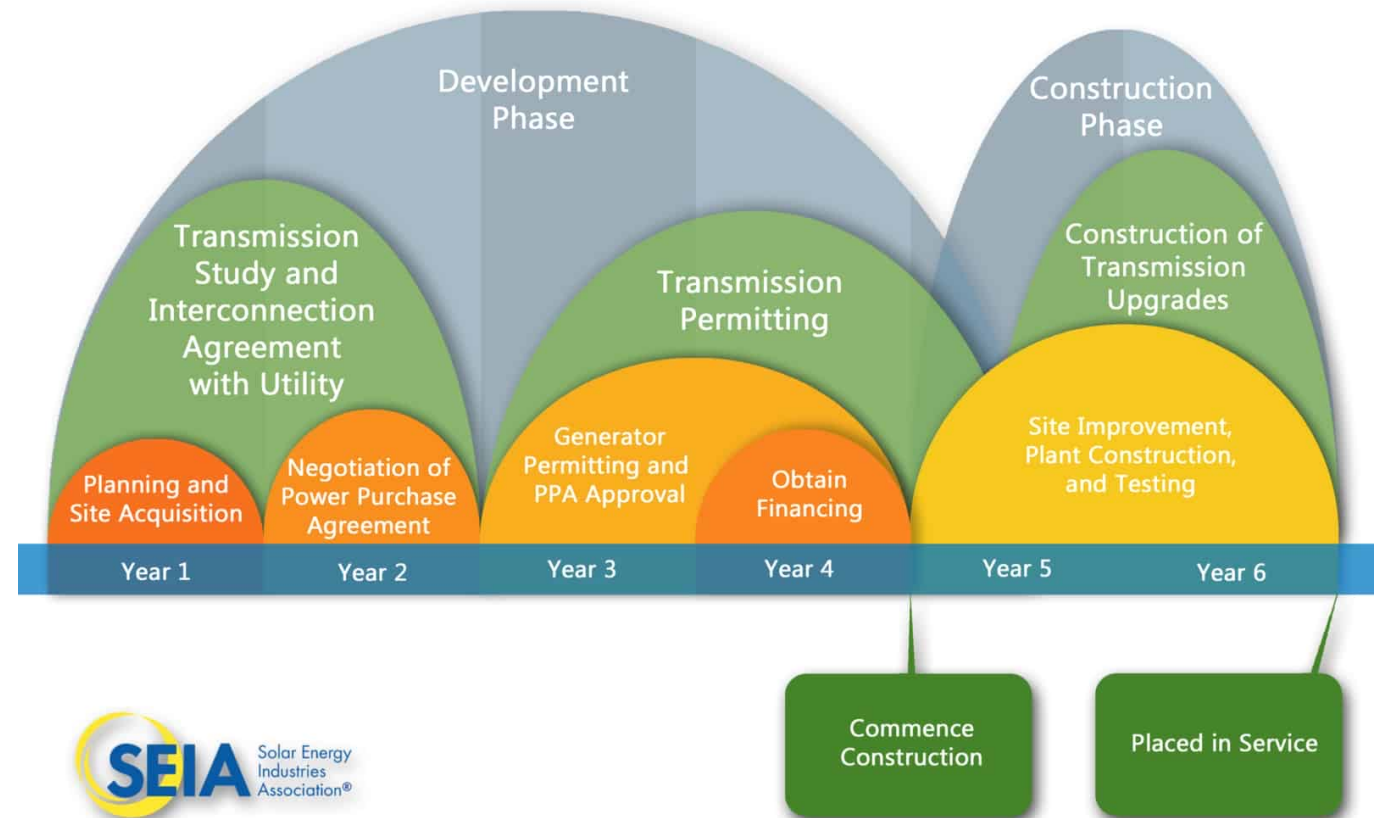 Development
Phase
Construction
Phase
Transmission
Study and
Interconnection
Agreement
with Utility
Transmission
Permitting
Construction of
Transmission
Upgrades
Planning and
Site Acquisition
Negotiation of
Power Purchase
Agreement
Generator
Permitting and
PPA Approval
Obtain
Financing
Site Improvement,
Plant Construction,
and Testing
Year 1
Year 2
Year 3
Year 4
Year 5
Year 6
Commence
Construction
Placed in Service
SEIA
Solar Energy
Industries
Association®